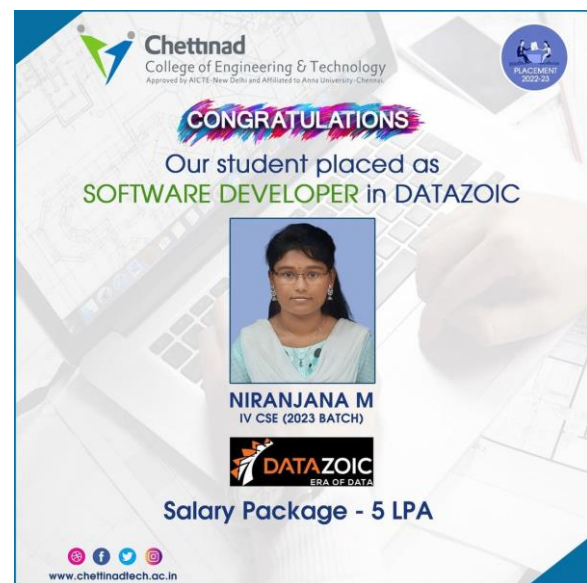 Chettinad
College of Engineering & Technology
Approved by AICTE-New Delhi and Affiliated to Anna University-Chennai.
PLACEMENT
2022-23
CONGRATULATIONS
Our student placed as
SOFTWARE DEVELOPER in DATAZOIC
NIRANJANA M
IV CSE (2023 BATCH)
DATAZOIC
ERA OF DATA
Salary Package - 5 LPA
www.chettinadtech.ac.in